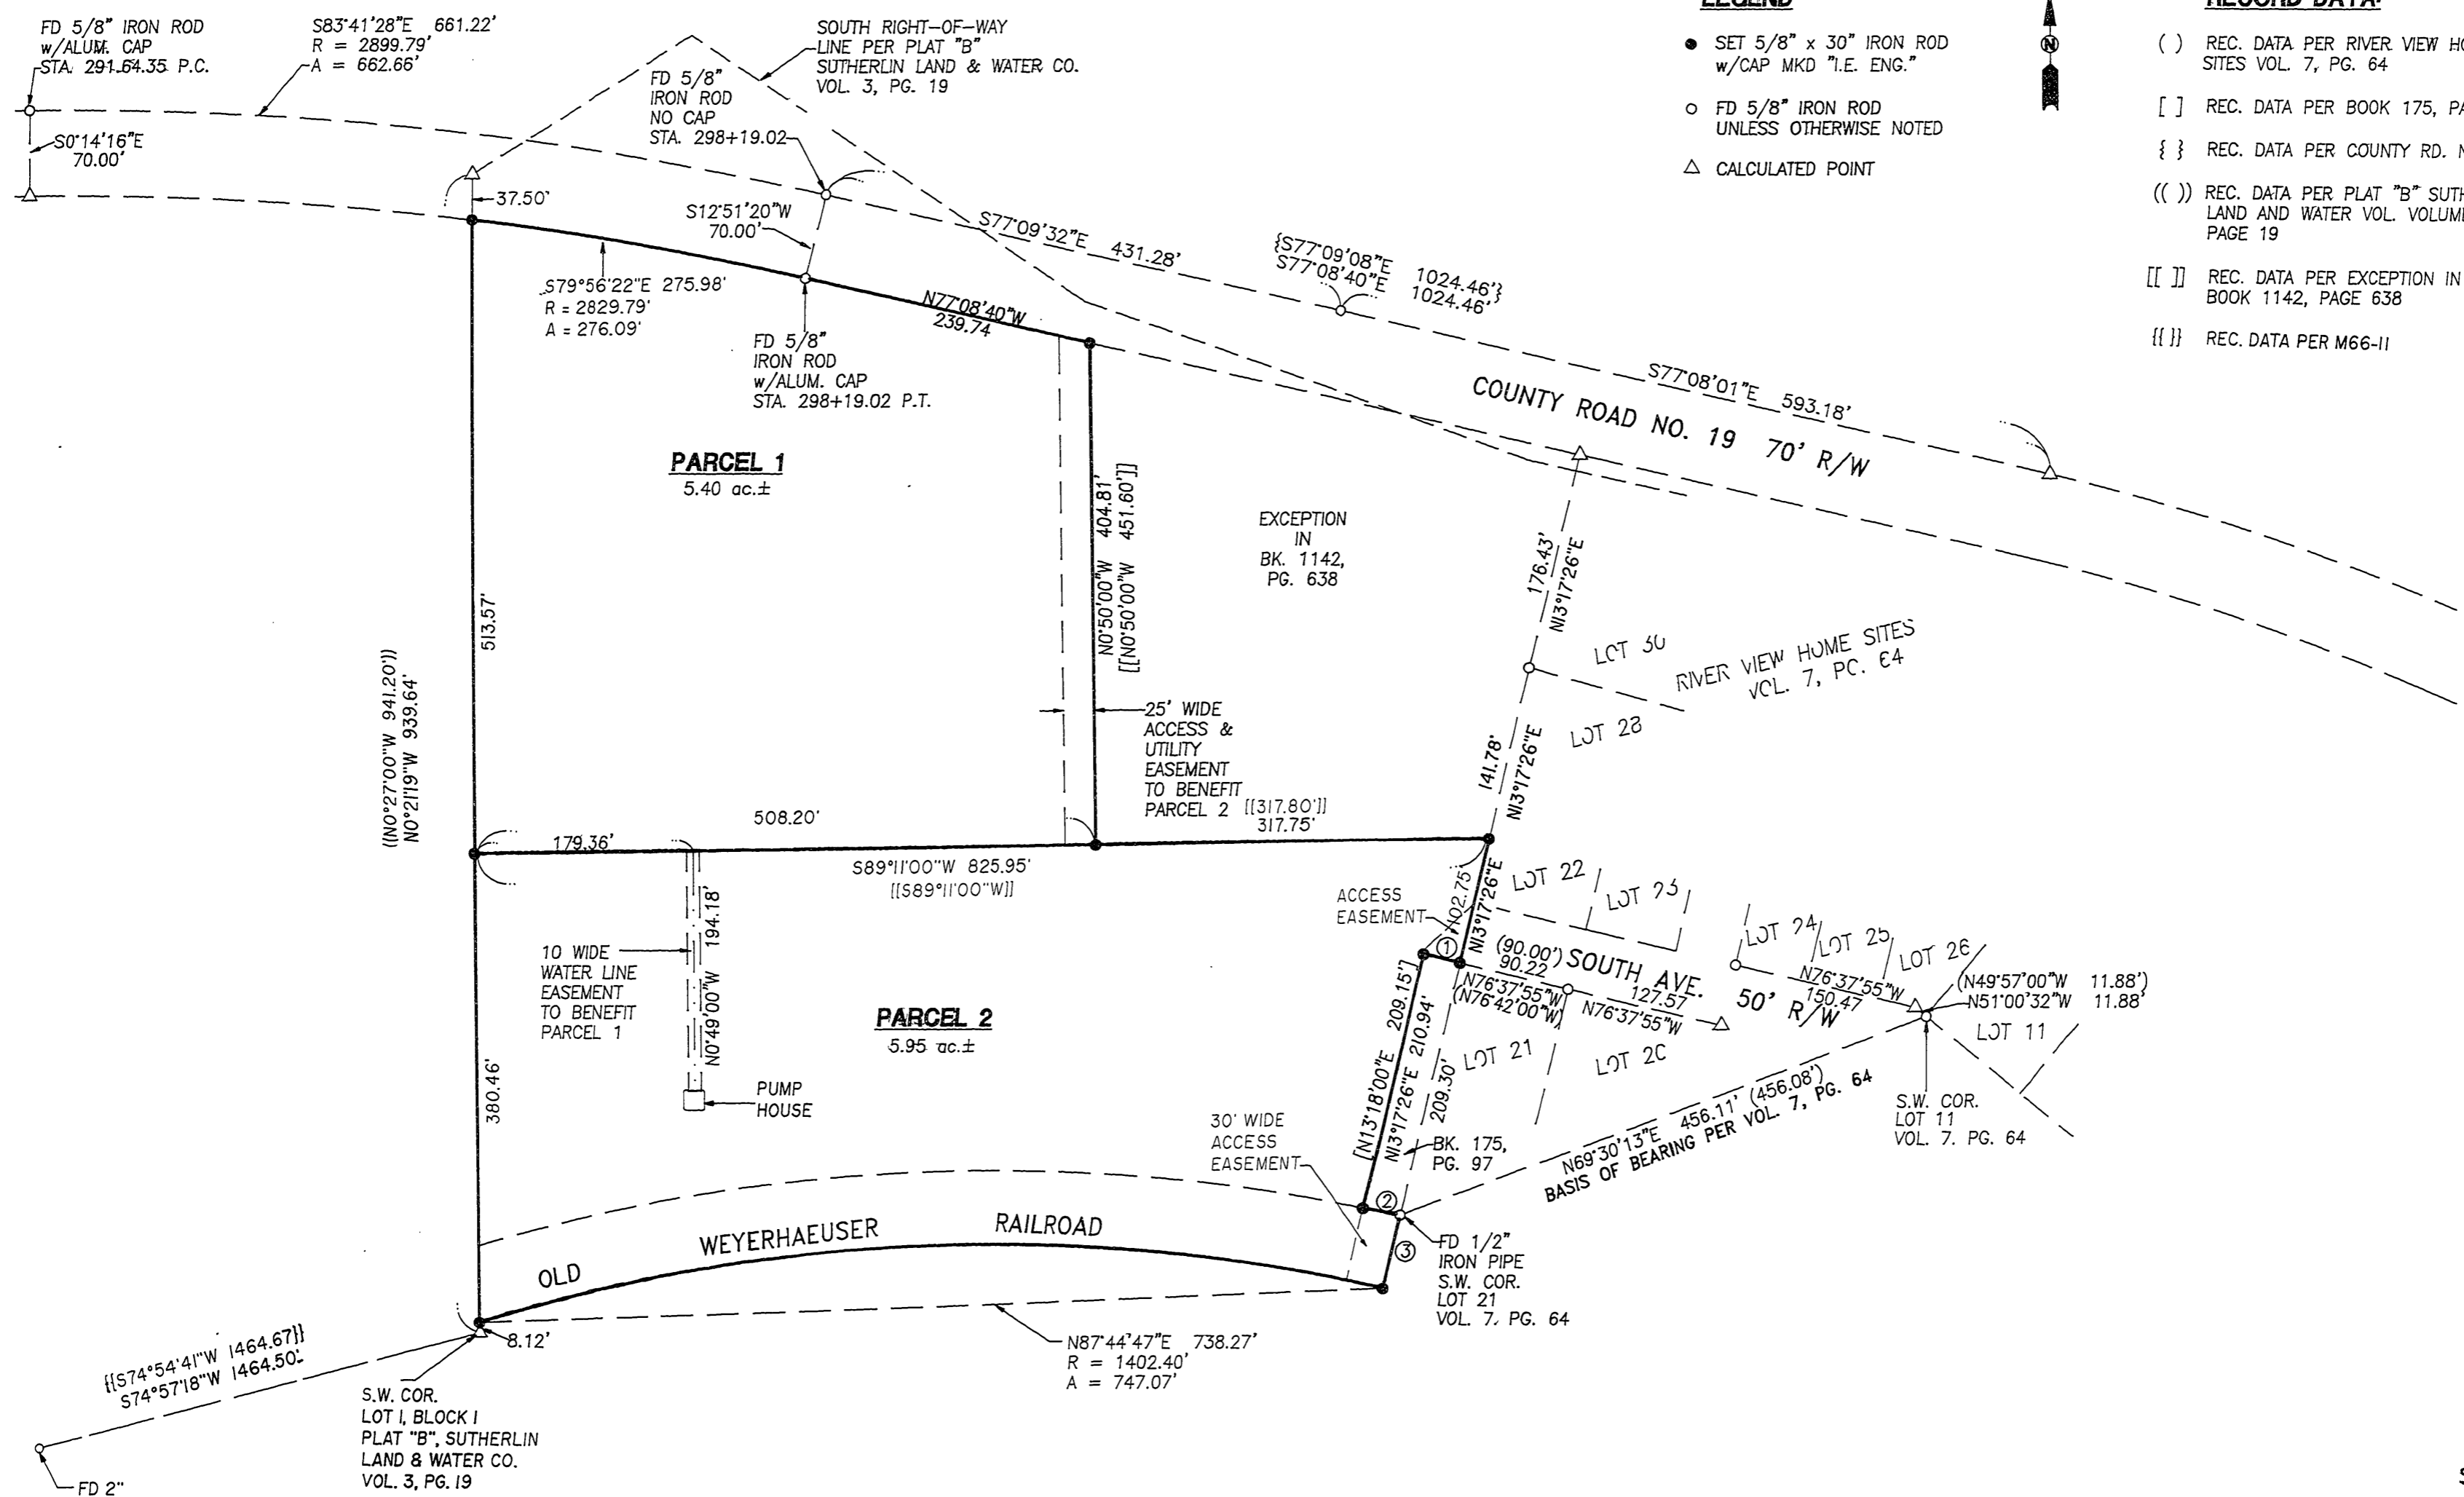 FD 5/8" IRON ROD
w/ALUM. CAP
STA. 291.64.35 P.C.
S83°41'28"E 661.22'
R = 2899.79'
A = 662.66'
SOUTH RIGHT-OF-WAY
LINE PER PLAT "B"
SUTHERLIN LAND & WATER CO.
VOL. 3, PG. 19
FD 5/8"
IRON ROD
NO CAP
STA. 298+19.02
S0°14'16"E
70.00'
37.50'
S12°51'20"W
70.00'
S77°09'32"E 431.28'
{S77°09'08"E 1024.46'}
S77°08'40"E 1024.46'
S79°56'22"E 275.98'
R = 2829.79'
A = 276.09'
N77°08'40"W
239.74
FD 5/8"
IRON ROD
w/ALUM. CAP
STA. 298+19.02 P.T.
LEGEND
SET 5/8" x 30" IRON ROD
w/CAP MKD "I.E. ENG."
FD 5/8" IRON ROD
UNLESS OTHERWISE NOTED
CALCULATED POINT
N
RECORD DATA:
( ) REC. DATA PER RIVER VIEW HO
SITES VOL. 7, PG. 64
[ ] REC. DATA PER BOOK 175, PA
{ } REC. DATA PER COUNTY RD. N
(( )) REC. DATA PER PLAT "B" SUTH
LAND AND WATER VOL. VOLUM
PAGE 19
[[ ]] REC. DATA PER EXCEPTION IN
BOOK 1142, PAGE 638
{{ }} REC. DATA PER M66-11
S77°08'01"E 593.18'
COUNTY ROAD NO. 19 70' R/W
PARCEL 1
5.40 ac.±
N0°50'00"W 404.81'
[[N0°50'00"W 451.60']]
EXCEPTION
IN
BK. 1142,
PG. 638
176.43'
N13°17'26"E
513.57'
((N0°27'00"W 941.20'))
N0°21'19"W 939.64'
LOT 30
RIVER VIEW HOME SITES
VOL. 7, PG. 64
LOT 28
141.78'
N13°17'26"E
25' WIDE
ACCESS &
UTILITY
EASEMENT
TO BENEFIT
PARCEL 2
[[317.80']]
317.75'
508.20'
179.36'
S89°11'00"W 825.95'
[[S89°11'00"W]]
10 WIDE
WATER LINE
EASEMENT
TO BENEFIT
PARCEL 1
N0°49'00"W 194.18'
PUMP
HOUSE
380.46'
PARCEL 2
5.95 ac.±
ACCESS
EASEMENT
102.75'
N13°17'26"E
LOT 22
LOT 23
LOT 24
LOT 25
LOT 26
1
(90.00')
90.22
N76°37'55"W
(N76°42'00"W)
SOUTH AVE.
50' R/W
127.57
N76°37'55"W
N76°37'55"W
150.47
(N49°57'00"W 11.88')
N51°00'32"W 11.88'
LOT 11
LOT 21
LOT 20
[N13°18'00"E 209.15']
N13°17'26"E 210.94'
209.30'
BK. 175,
PG. 97
30' WIDE
ACCESS
EASEMENT
N69°30'13"E 456.11' (456.08')
BASIS OF BEARING PER VOL. 7, PG. 64
S.W. COR.
LOT 11
VOL. 7. PG. 64
2
3
FD 1/2"
IRON PIPE
S.W. COR.
LOT 21
VOL. 7, PG. 64
OLD WEYERHAEUSER RAILROAD
8.12'
N87°44'47"E 738.27'
R = 1402.40'
A = 747.07'
{{S74°54'41"W 1464.67}}
S74°57'18"W 1464.50'
S.W. COR.
LOT 1, BLOCK 1
PLAT "B", SUTHERLIN
LAND & WATER CO.
VOL. 3, PG. 19
FD 2"
S